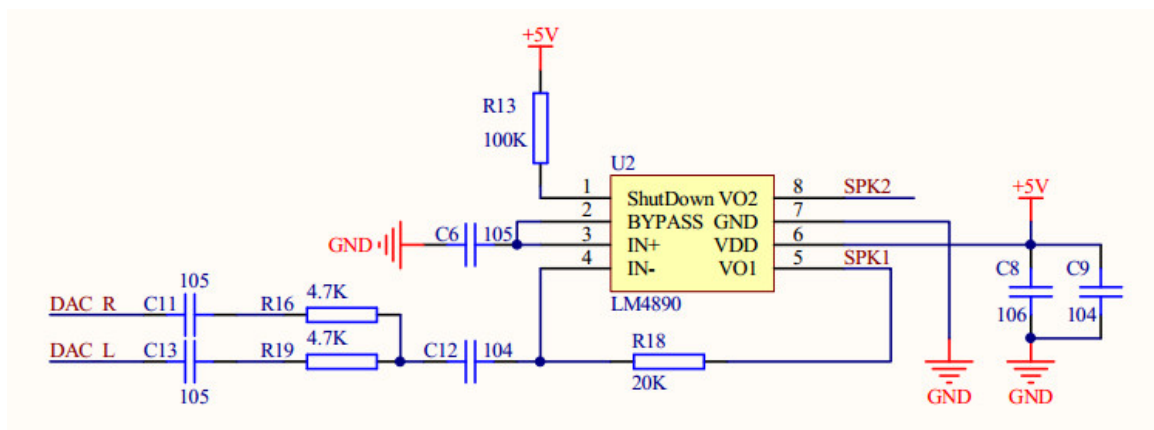 +5V
R13
100K
U2
1 ShutDown VO2 8 SPK2
+5V
2 BYPASS GND 7
GND C6 105 3 IN+ VDD 6
4 IN- VO1 5 SPK1
C8 C9
105
4.7K
LM4890
DAC_R C11 R16
106 104
4.7K
R18
DAC_L C13 R19 C12 104
20K
105
GND GND